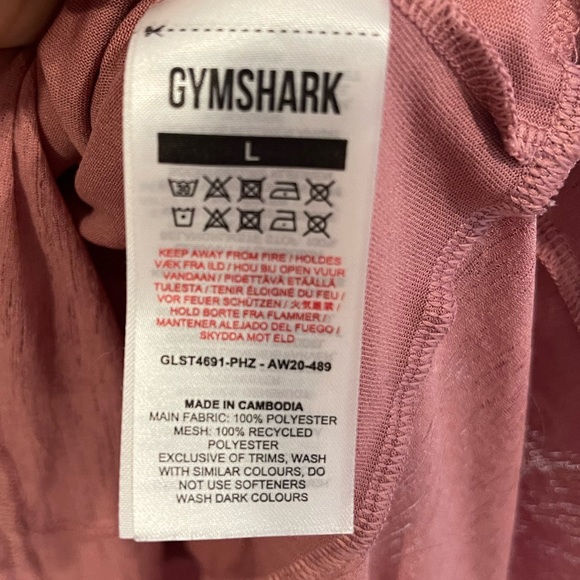 GYMSHARK
L
30
KEEP AWAY FROM FIRE / HOLDES
VÆK FRA ILD / HOU BIJ OPEN VUUR
VANDAAN / PIDETTÄVÄ ETÄÄLLÄ
TULESTA / TENIR ÉLOIGNÉ DU FEU /
VOR FEUER SCHÜTZEN / 火気厳禁 /
HOLD BORTE FRA FLAMMER /
MANTENER ALEJADO DEL FUEGO /
SKYDDA MOT ELD
GLST4691-PHZ - AW20-489
MADE IN CAMBODIA
MAIN FABRIC: 100% POLYESTER
MESH: 100% RECYCLED
POLYESTER
EXCLUSIVE OF TRIMS, WASH
WITH SIMILAR COLOURS, DO
NOT USE SOFTENERS
WASH DARK COLOURS